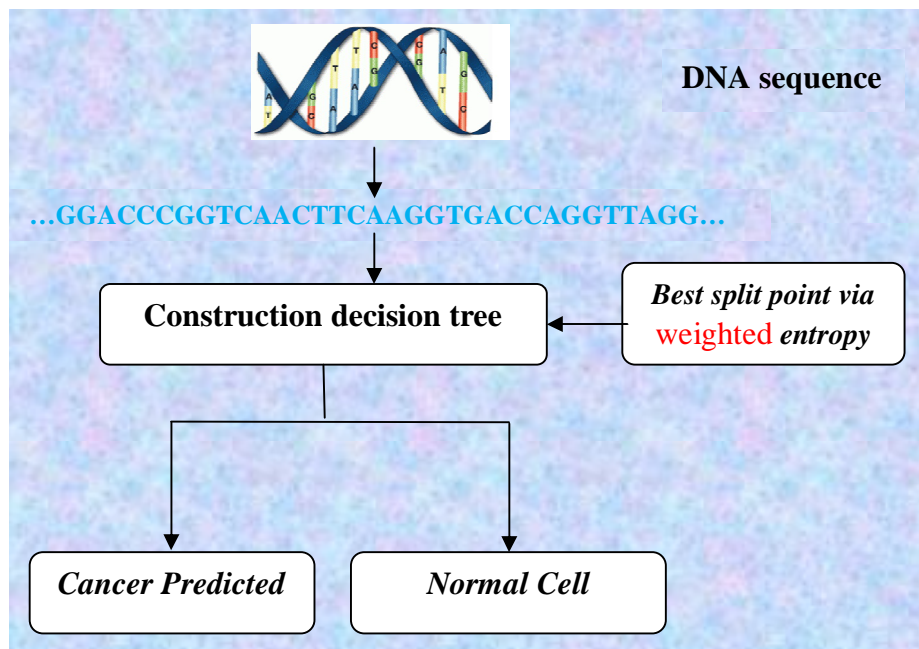 A T
G C
T A
T A
C G
C G
A T
G C
DNA sequence
...GGACCCGGTCAACTTCAAGGTGACCAGGTTAGG...
Construction decision tree
Best split point via
weighted entropy
Cancer Predicted
Normal Cell